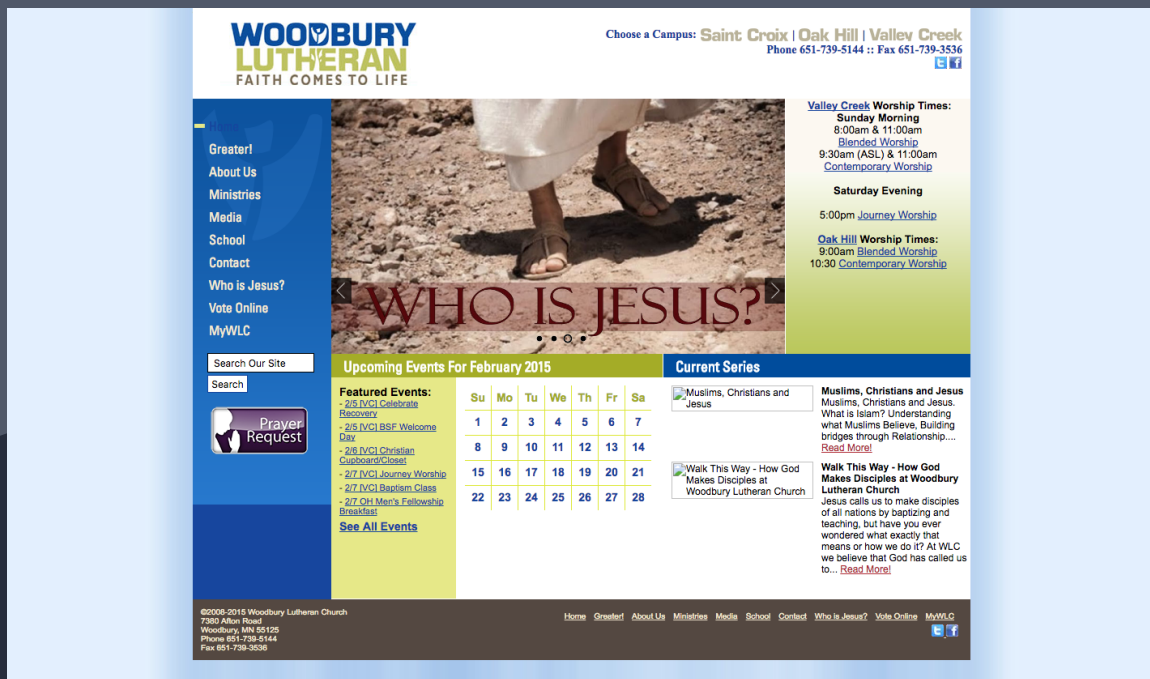 WOODBURY
LUTHERAN
FAITH COMES TO LIFE
Choose a Campus: Saint Croix | Oak Hill | Valley Creek
Phone 651-739-5144 :: Fax 651-739-3536
Home
Greater!
About Us
Ministries
Media
School
Contact
Who is Jesus?
Vote Online
MyWLC
Search Our Site
Search
Prayer
Request
WHO IS JESUS?
Valley Creek Worship Times:
Sunday Morning
8:00am & 11:00am
Blended Worship
9:30am (ASL) & 11:00am
Contemporary Worship
Saturday Evening
5:00pm Journey Worship
Oak Hill Worship Times:
9:00am Blended Worship
10:30 Contemporary Worship
Upcoming Events For February 2015
Featured Events:
- 2/5 [VC] Celebrate
Recovery
- 2/5 [VC] BSF Welcome
Day
- 2/6 [VC] Christian
Cupboard/Closet
- 2/7 [VC] Journey Worship
- 2/7 [VC] Baptism Class
- 2/7 OH Men's Fellowship
Breakfast
See All Events
Su Mo Tu We Th Fr Sa
1 2 3 4 5 6 7
8 9 10 11 12 13 14
15 16 17 18 19 20 21
22 23 24 25 26 27 28
Current Series
Muslims, Christians and
Jesus
Muslims, Christians and Jesus
Muslims, Christians and Jesus.
What is Islam? Understanding
what Muslims Believe, Building
bridges through Relationship....
Read More!
Walk This Way - How God
Makes Disciples at
Woodbury Lutheran Church
Walk This Way - How God
Makes Disciples at Woodbury
Lutheran Church
Jesus calls us to make disciples
of all nations by baptizing and
teaching, but have you ever
wondered what exactly that
means or how we do it? At WLC
we believe that God has called us
to... Read More!
©2008-2015 Woodbury Lutheran Church
7380 Afton Road
Woodbury, MN 55125
Phone 651-739-5144
Fax 651-739-3536
Home Greater! About Us Ministries Media School Contact Who is Jesus? Vote Online MyWLC